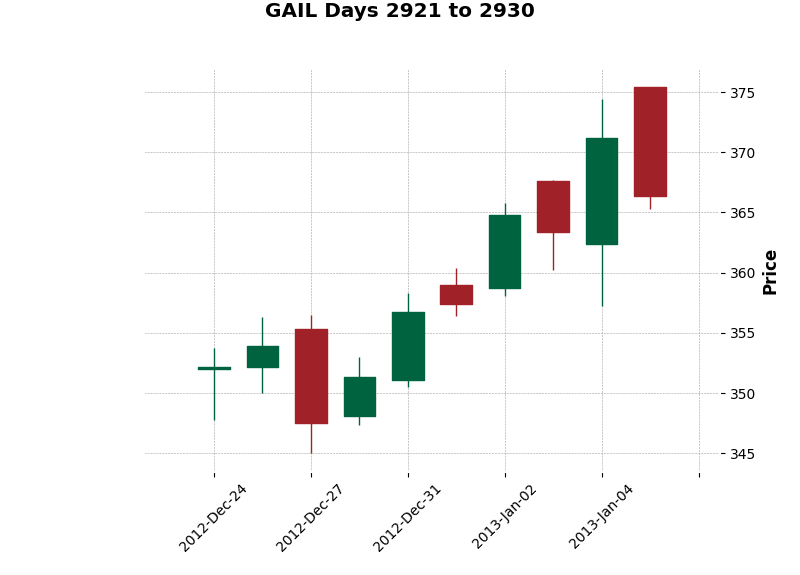 GAIL Days 2921 to 2930
375
370
365
360
355
350
345
Price
2012-Dec-24
2012-Dec-27
2012-Dec-31
2013-Jan-02
2013-Jan-04